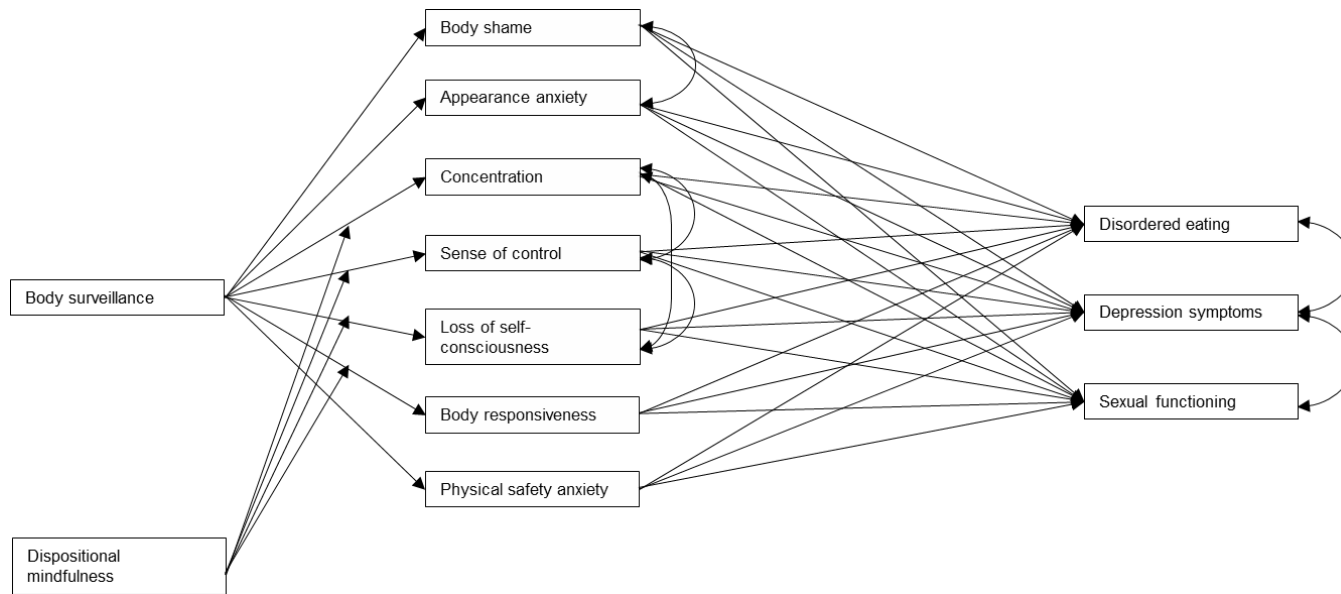 Body shame
Appearance anxiety
Concentration
Disordered eating
Sense of control
Body surveillance
Depression symptoms
Loss of self-
consciousness
Sexual functioning
Body responsiveness
Physical safety anxiety
Dispositional
mindfulness